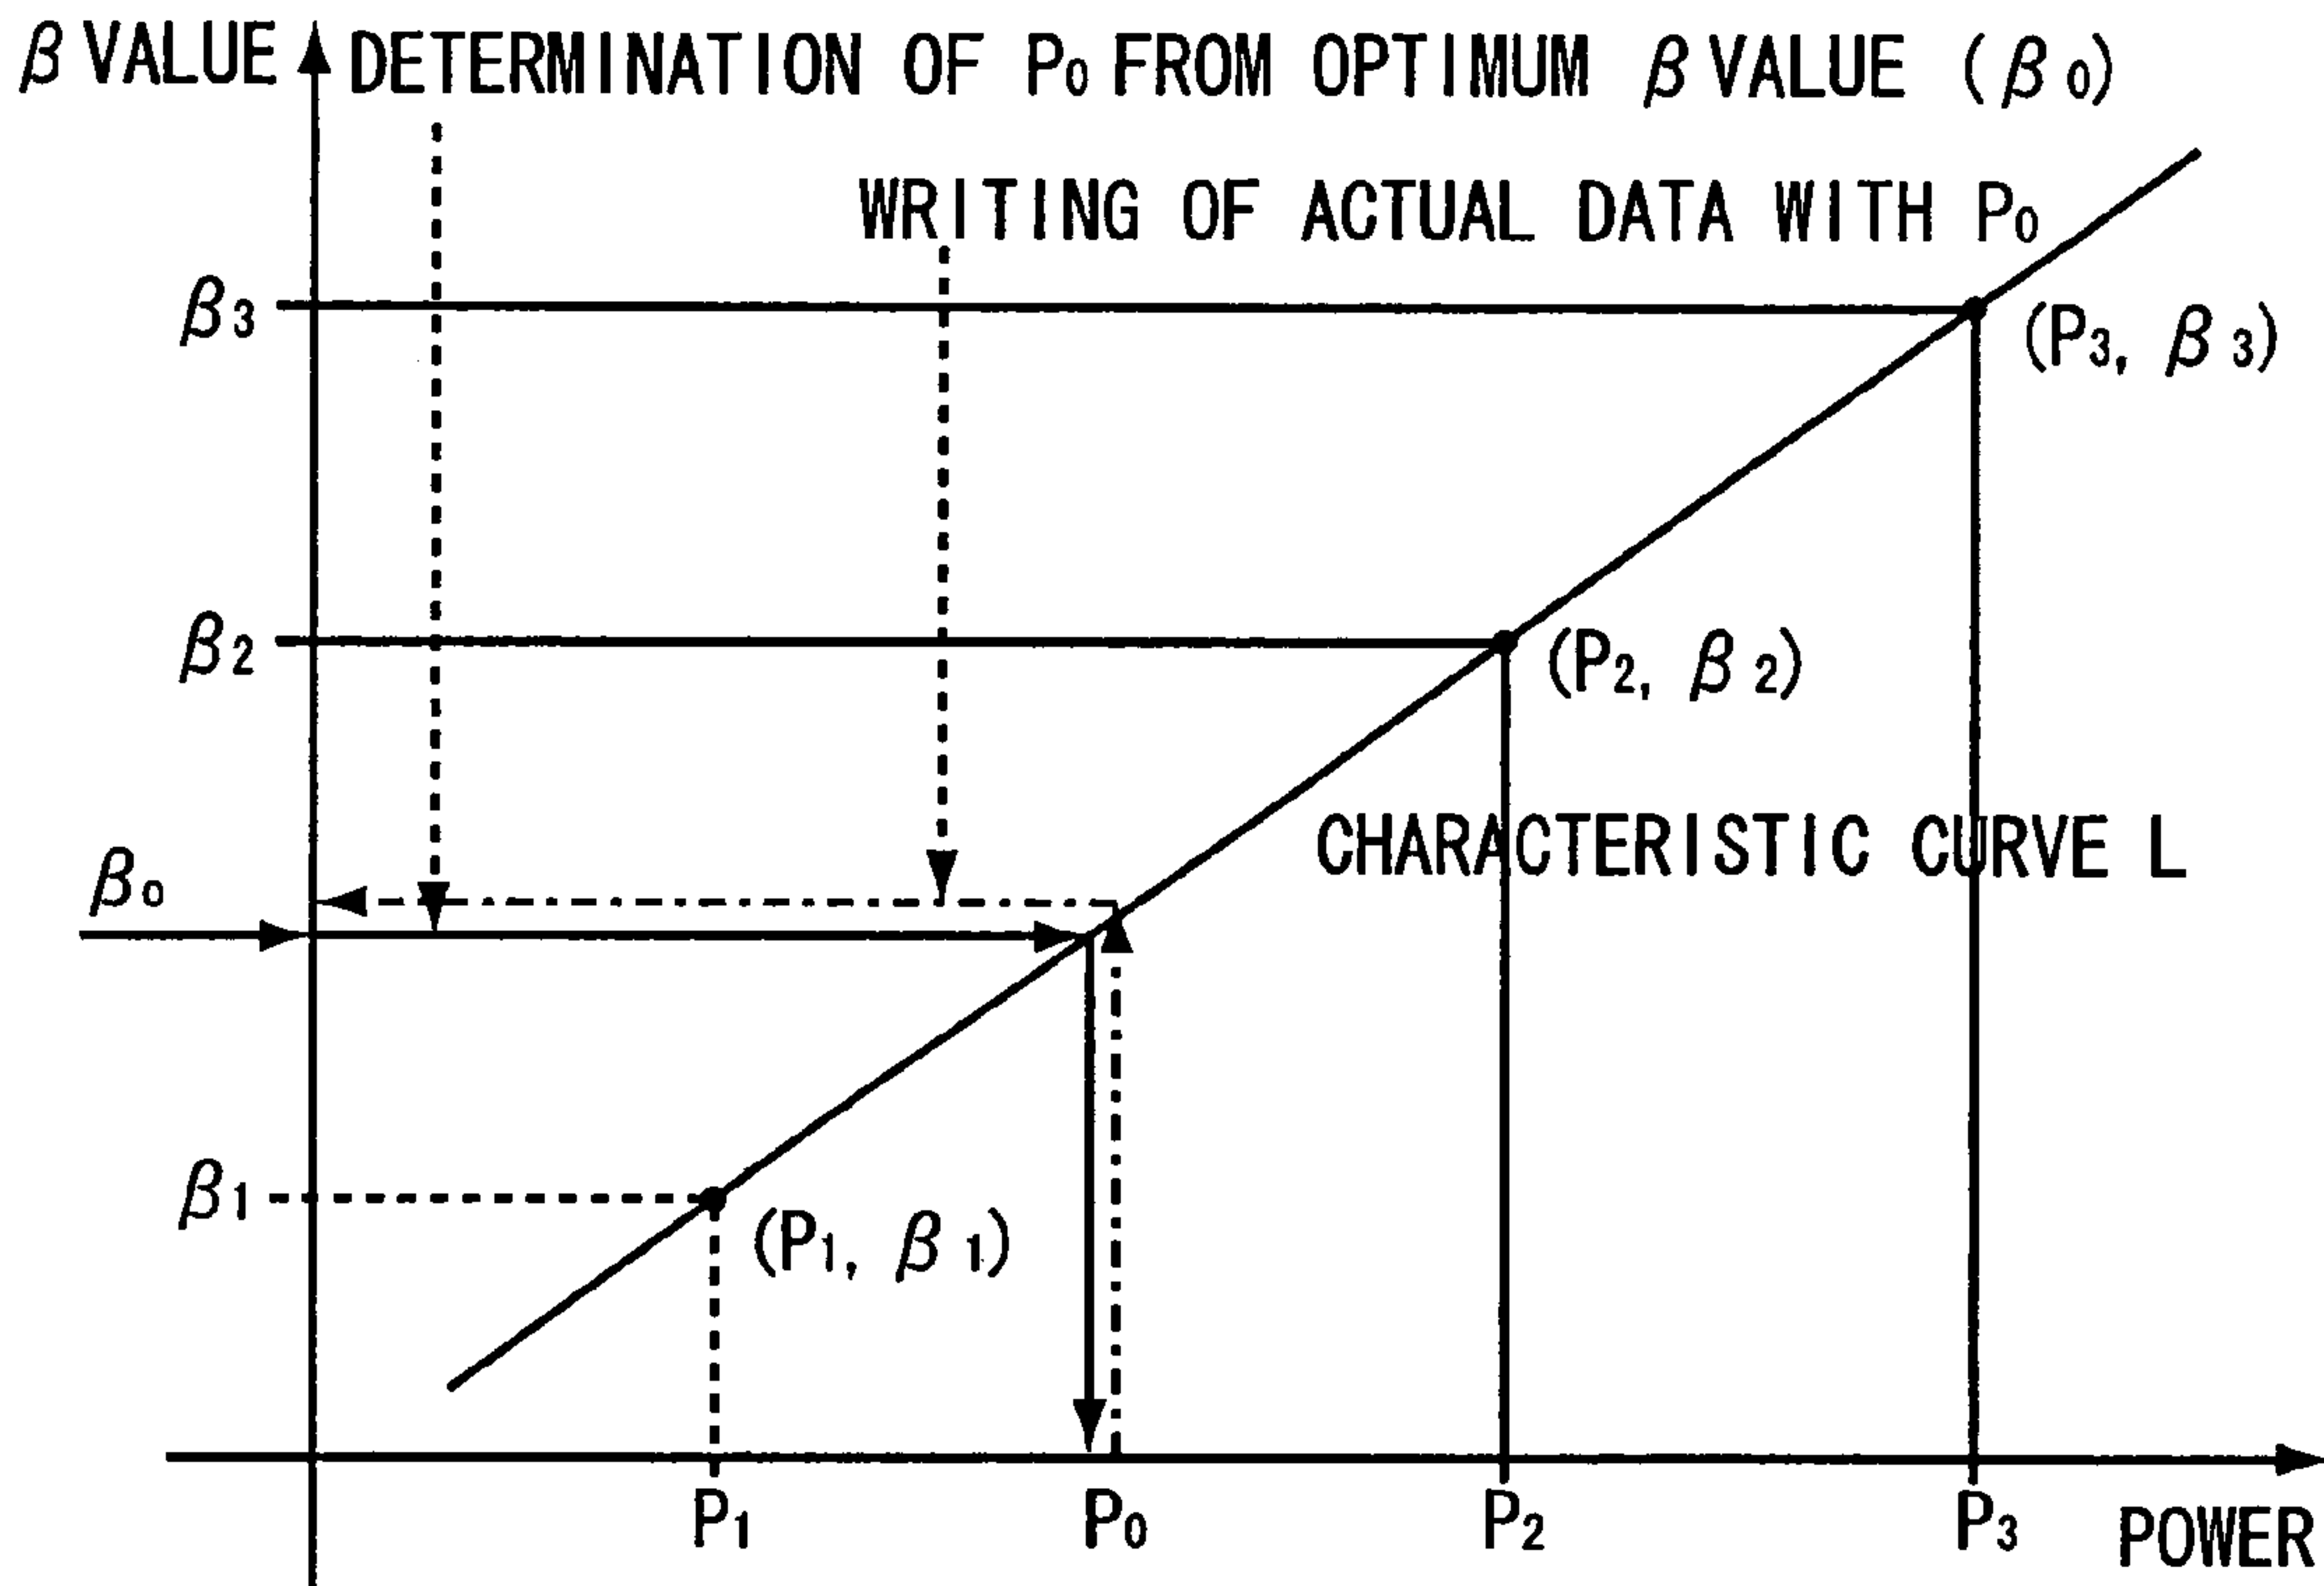 β VALUE
DETERMINATION OF P₀ FROM OPTIMUM β VALUE (β₀)
WRITING OF ACTUAL DATA WITH P₀
β₃
(P₃, β₃)
β₂
(P₂, β₂)
CHARACTERISTIC CURVE L
β₀
β₁
(P₁, β₁)
P₁
P₀
P₂
P₃
POWER